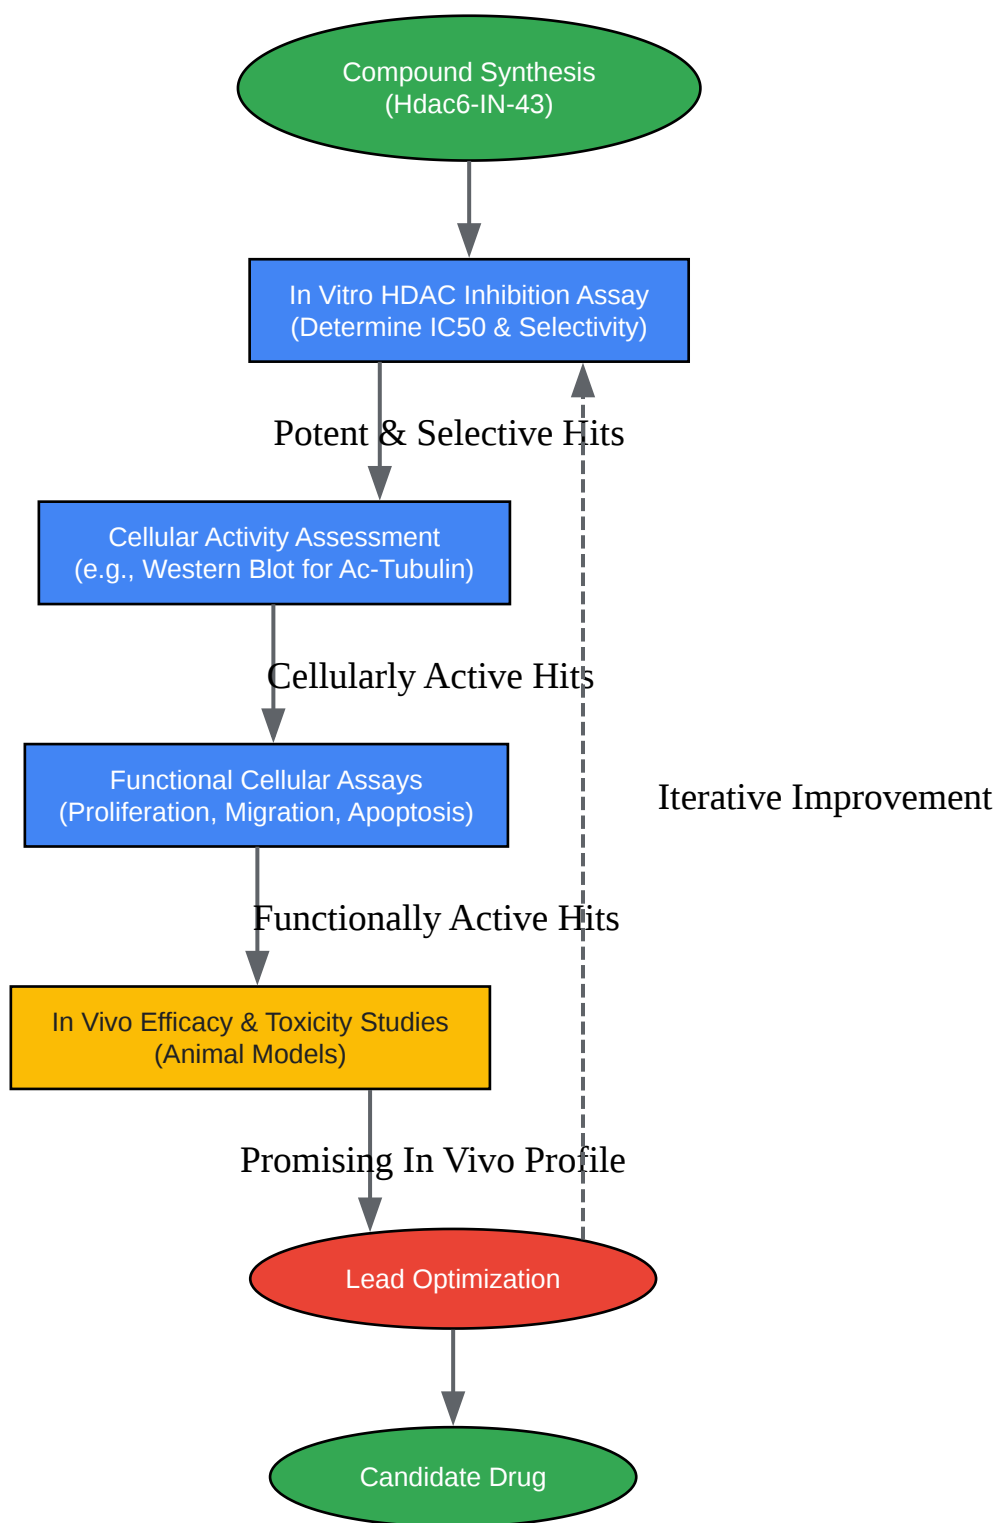 Compound Synthesis
(Hdac6-IN-43)
In Vitro HDAC Inhibition Assay
(Determine IC50 & Selectivity)
Potent & Selective Hits
Cellular Activity Assessment
(e.g., Western Blot for Ac-Tubulin)
Cellularly Active Hits
Functional Cellular Assays
(Proliferation, Migration, Apoptosis)
Iterative Improvement
Functionally Active Hits
In Vivo Efficacy & Toxicity Studies
(Animal Models)
Promising In Vivo Profile
Lead Optimization
Candidate Drug